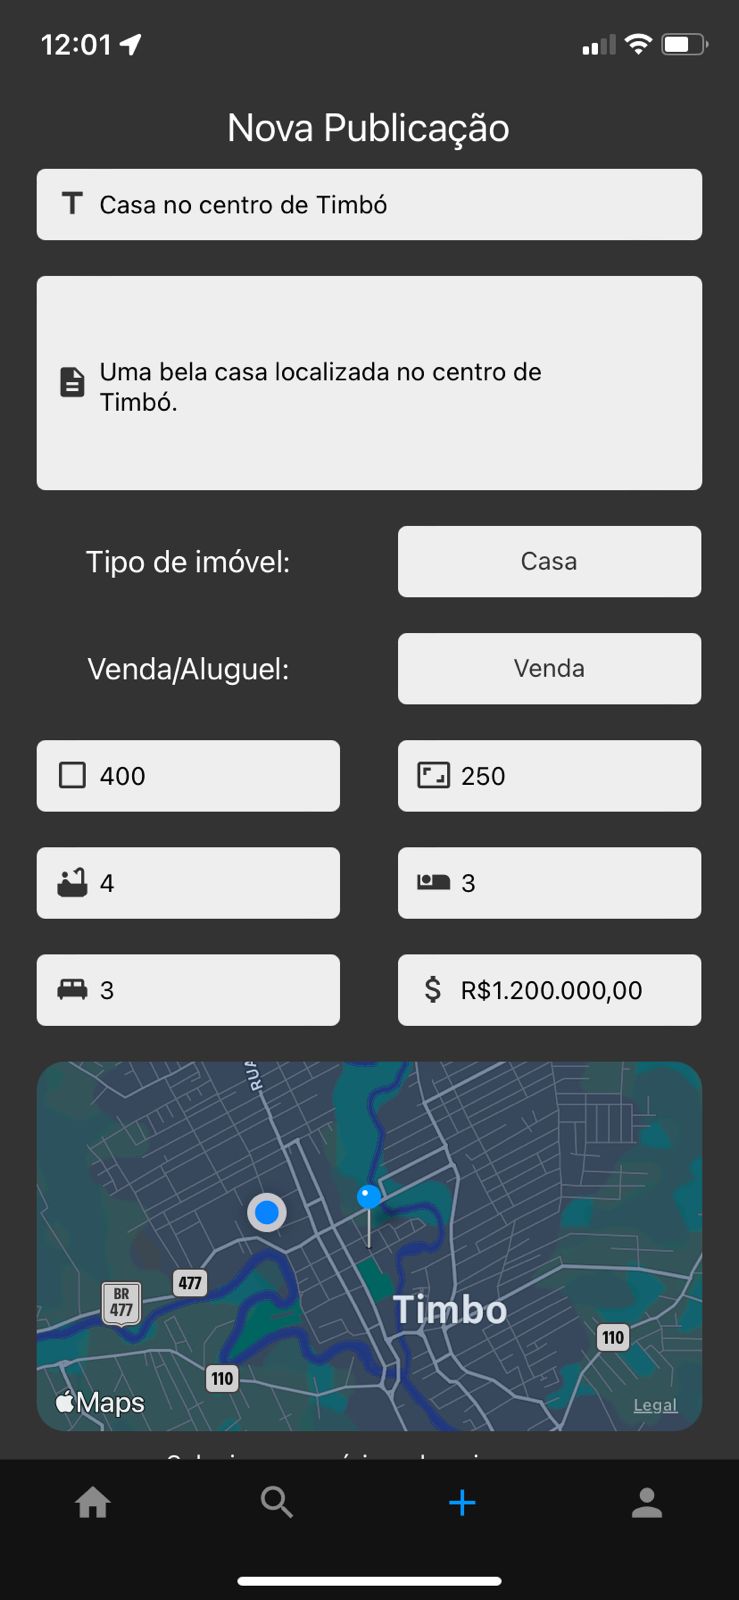 12:01
Nova Publicação
Casa no centro de Timbó
Uma bela casa localizada no centro de
Timbó.
Tipo de imóvel:
Casa
Venda/Aluguel:
Venda
400
250
4
3
3
R$1.200.000,00
RUA
477
BR
477
Timbo
110
110
Maps
Legal